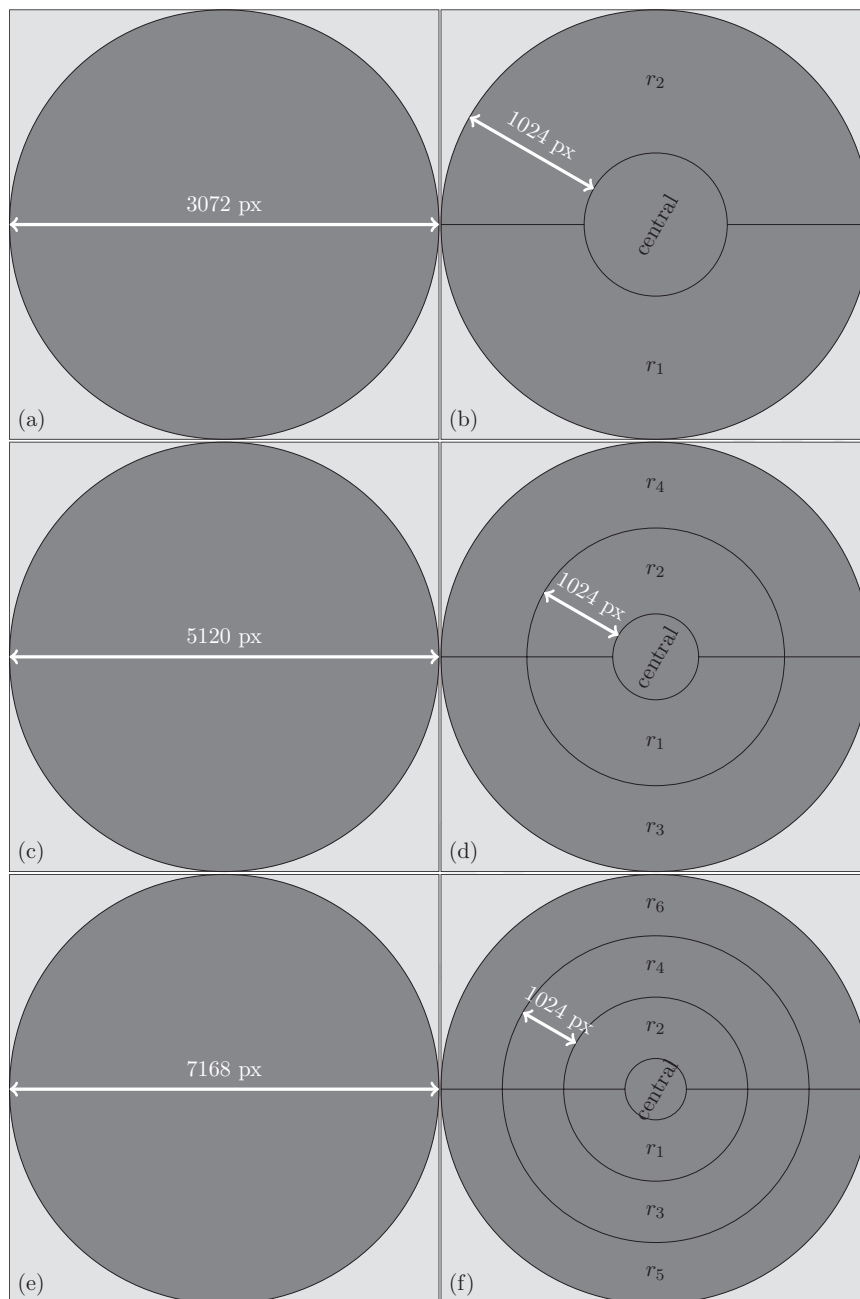 3072 px
(a)
r₂
1024 px
central
r₁
(b)
5120 px
(c)
r₄
r₂
1024 px
central
r₁
r₃
(d)
7168 px
(e)
r₆
r₄
1024 px
r₂
central
r₁
r₃
r₅
(f)